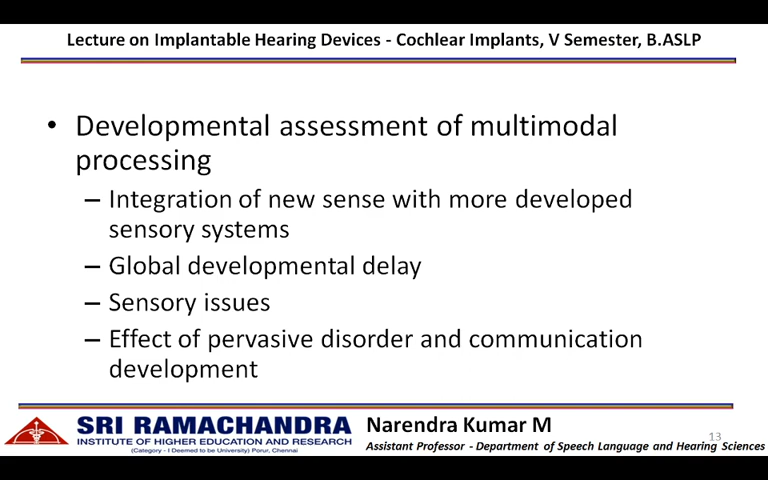 Lecture on Implantable Hearing Devices - Cochlear Implants, V Semester, B.ASLP
• Developmental assessment of multimodal
processing
– Integration of new sense with more developed
sensory systems
– Global developmental delay
– Sensory issues
– Effect of pervasive disorder and communication
development
SRI RAMACHANDRA
INSTITUTE OF HIGHER EDUCATION AND RESEARCH
(Category - I Deemed to be University) Porur, Chennai
Narendra Kumar M
13
Assistant Professor - Department of Speech Language and Hearing Sciences